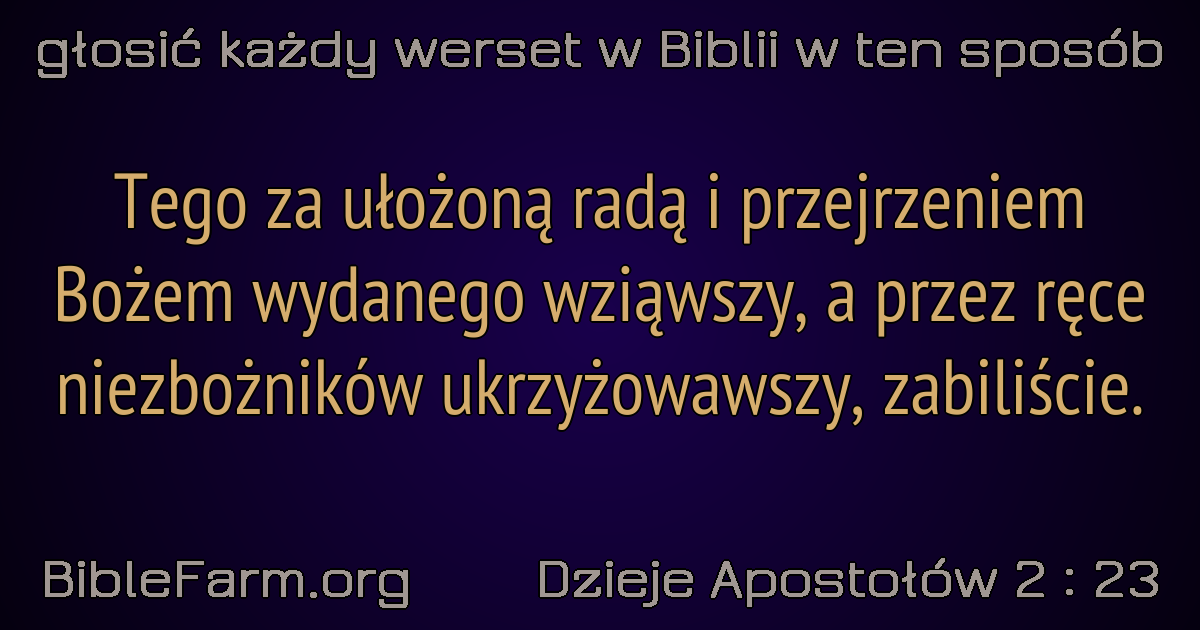 głosić każdy werset w Biblii w ten sposób
Tego za ułożoną radą i przejrzeniem
Bożem wydanego wziąwszy, a przez ręce
niezbożników ukrzyżowawszy, zabiliście.
BibleFarm.org
Dzieje Apostołów 2 : 23